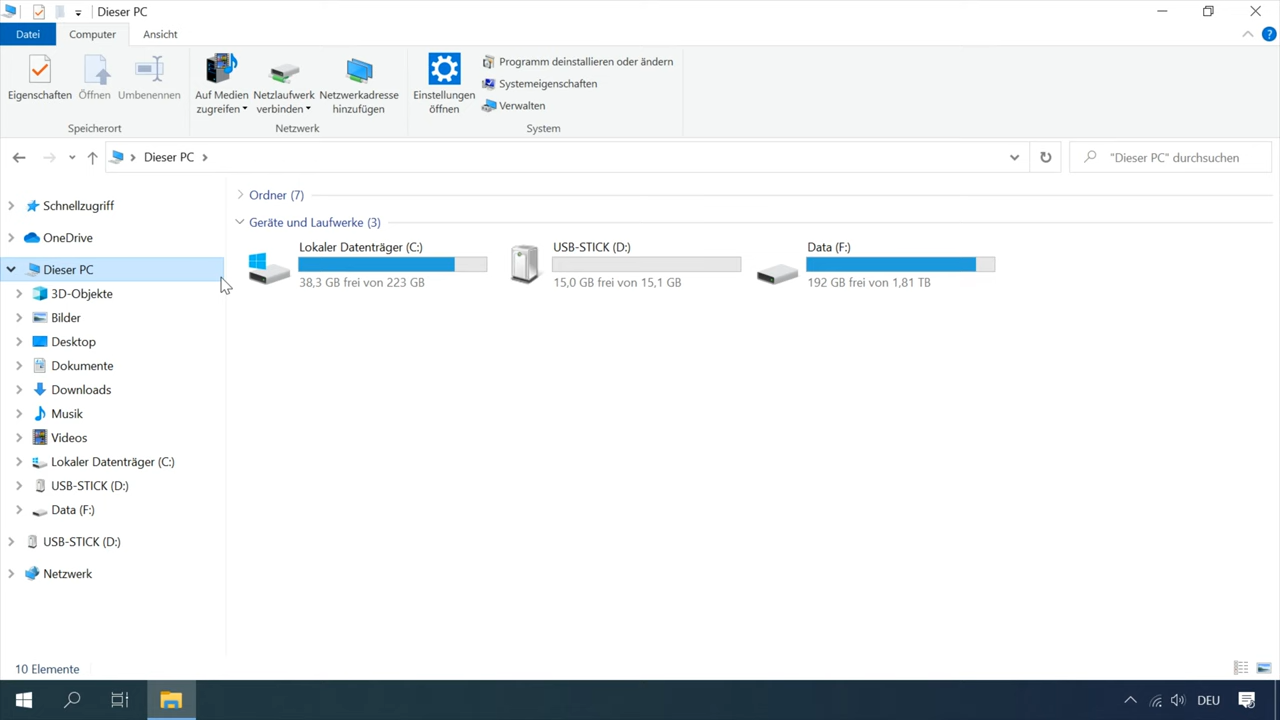 Dieser PC
Datei
Computer
Ansicht
Eigenschaften
Öffnen
Umbenennen
Auf Medien
zugreifen
Netzlaufwerk
verbinden
Netzwerkadresse
hinzufügen
Einstellungen
öffnen
Programm deinstallieren oder ändern
Systemeigenschaften
Verwalten
Speicherort
Netzwerk
System
Dieser PC
"Dieser PC" durchsuchen
Schnellzugriff
OneDrive
Dieser PC
3D-Objekte
Bilder
Desktop
Dokumente
Downloads
Musik
Videos
Lokaler Datenträger (C:)
USB-STICK (D:)
Data (F:)
USB-STICK (D:)
Netzwerk
Ordner (7)
Geräte und Laufwerke (3)
Lokaler Datenträger (C:)
38,3 GB frei von 223 GB
USB-STICK (D:)
15,0 GB frei von 15,1 GB
Data (F:)
192 GB frei von 1,81 TB
10 Elemente
DEU